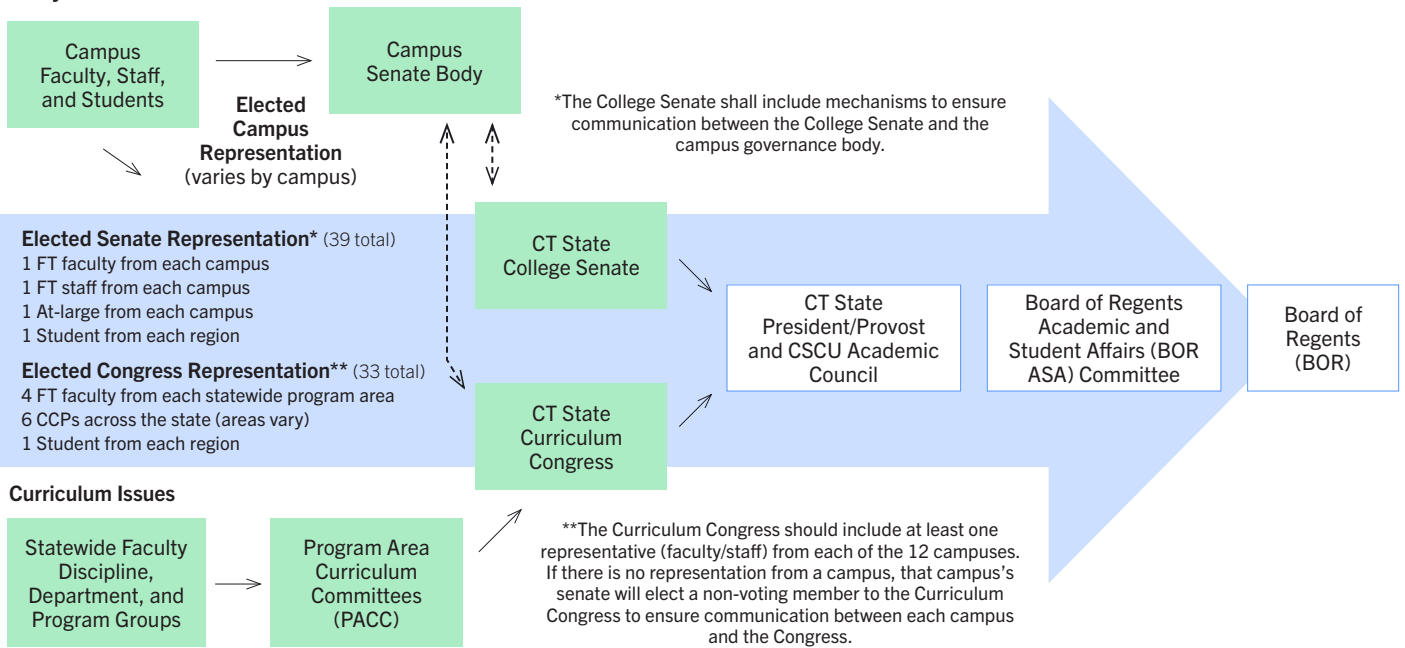 Campus
Faculty, Staff,
and Students
Campus
Senate Body
Elected
Campus
Representation
(varies by campus)
*The College Senate shall include mechanisms to ensure
communication between the College Senate and the
campus governance body.
Elected Senate Representation* (39 total)
1 FT faculty from each campus
1 FT staff from each campus
1 At-large from each campus
1 Student from each region
Elected Congress Representation** (33 total)
4 FT faculty from each statewide program area
6 CCPs across the state (areas vary)
1 Student from each region
CT State
College Senate
CT State
Curriculum
Congress
CT State
President/Provost
and CSCU Academic
Council
Board of Regents
Academic and
Student Affairs (BOR
ASA) Committee
Board of
Regents
(BOR)
Curriculum Issues
Statewide Faculty
Discipline,
Department, and
Program Groups
Program Area
Curriculum
Committees
(PACC)
**The Curriculum Congress should include at least one
representative (faculty/staff) from each of the 12 campuses.
If there is no representation from a campus, that campus’s
senate will elect a non-voting member to the Curriculum
Congress to ensure communication between each campus
and the Congress.